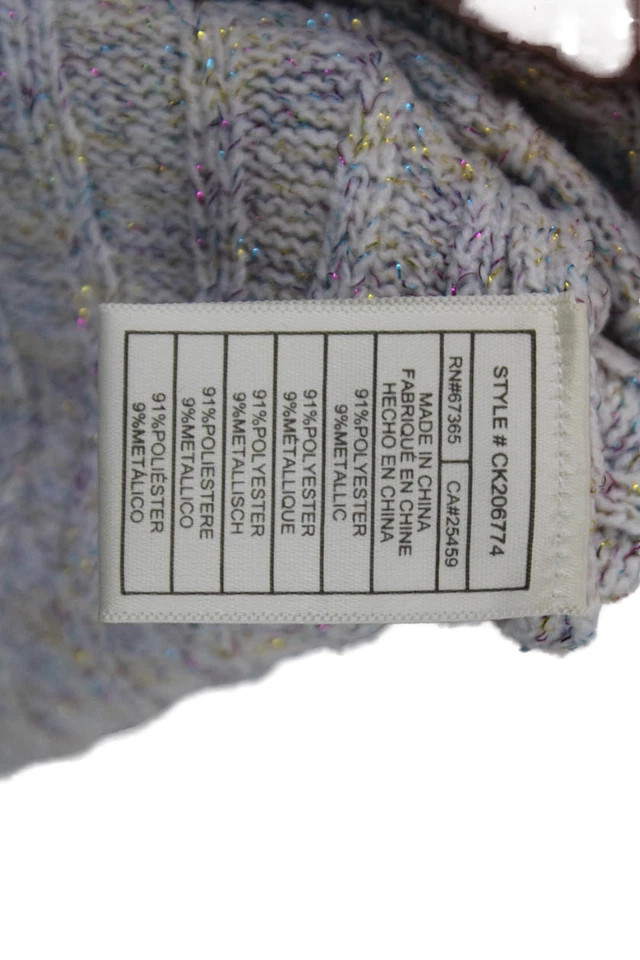 STYLE # CK206774
RN#67365 CA#25459
MADE IN CHINA
FABRIQUÉ EN CHINE
HECHO EN CHINA
91%POLYESTER
9%METALLIC
91%POLYESTER
9%MÉTALLIQUE
91%POLYESTER
9%METALLISCH
91%POLIESTERE
9%METALLICO
91%POLIÉSTER
9%METÁLICO